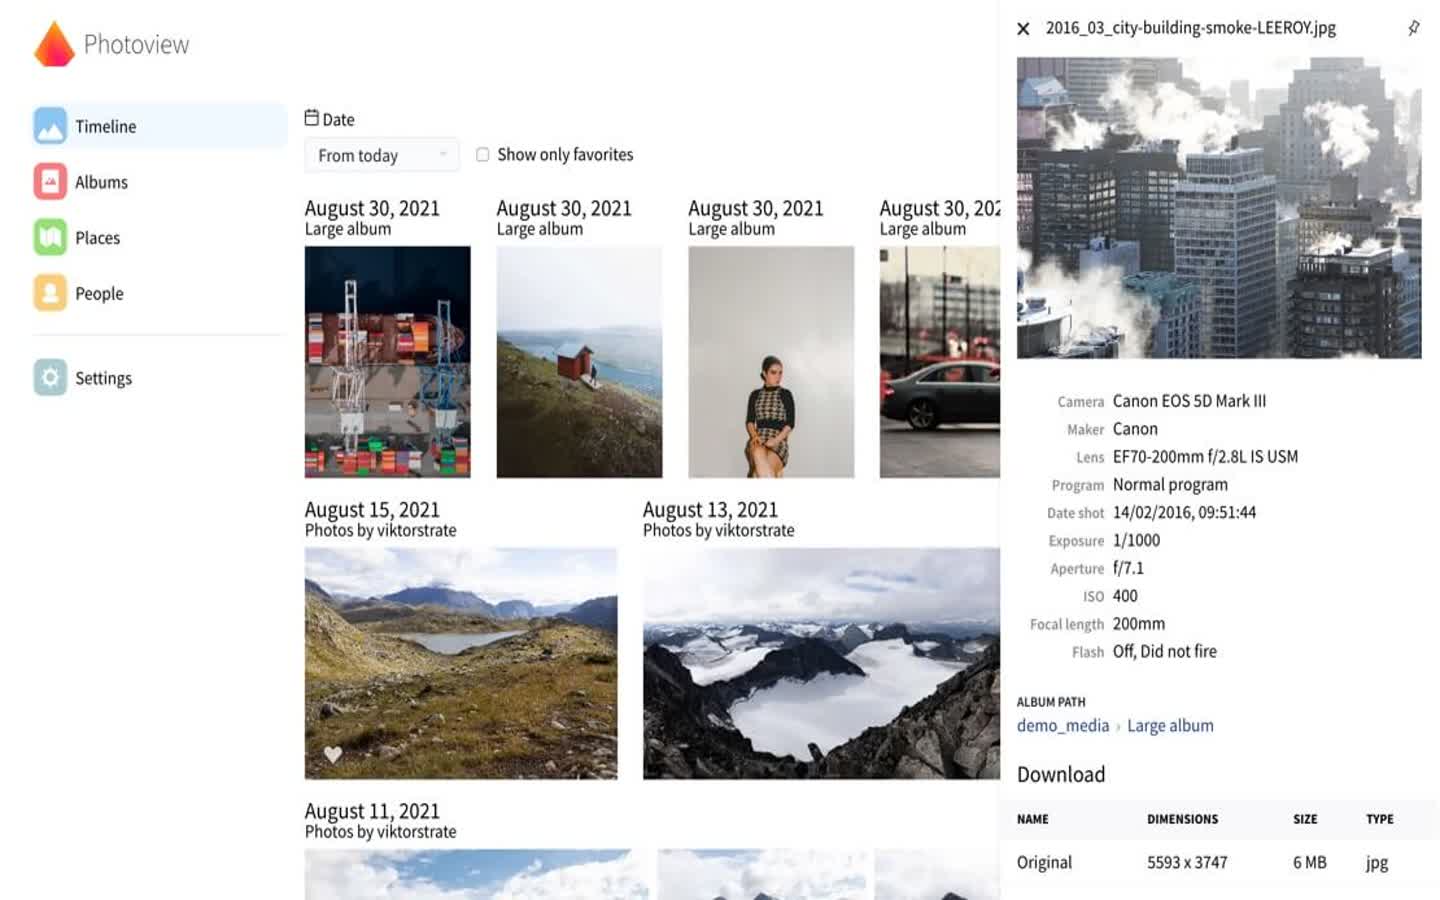 Photoview
Timeline
Albums
Places
People
Settings
Date
From today
Show only favorites
August 30, 2021
Large album
August 30, 2021
Large album
August 30, 2021
Large album
August 30, 202
Large album
August 15, 2021
Photos by viktorstrate
August 13, 2021
Photos by viktorstrate
August 11, 2021
Photos by viktorstrate
2016_03_city-building-smoke-LEEROY.jpg
Camera Canon EOS 5D Mark III
Maker Canon
Lens EF70-200mm f/2.8L IS USM
Program Normal program
Date shot 14/02/2016, 09:51:44
Exposure 1/1000
Aperture f/7.1
ISO 400
Focal length 200mm
Flash Off, Did not fire
ALBUM PATH
demo_media › Large album
Download
NAME DIMENSIONS SIZE TYPE
Original 5593 x 3747 6 MB jpg